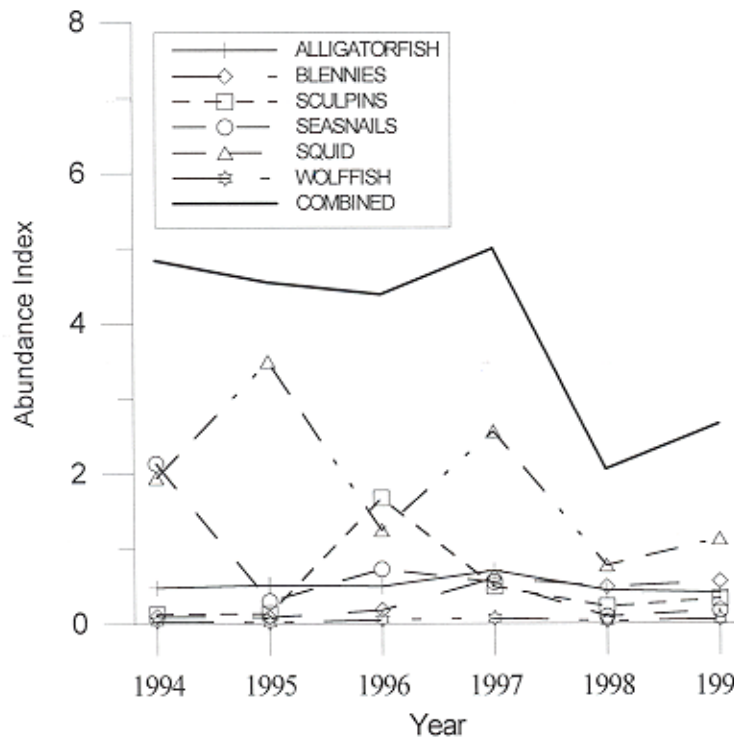 8
6
4
2
0
Abundance Index
ALLIGATORFISH
BLENNIES
SCULPINS
SEASNAILS
SQUID
WOLFFISH
COMBINED
1994 1995 1996 1997 1998 199
Year